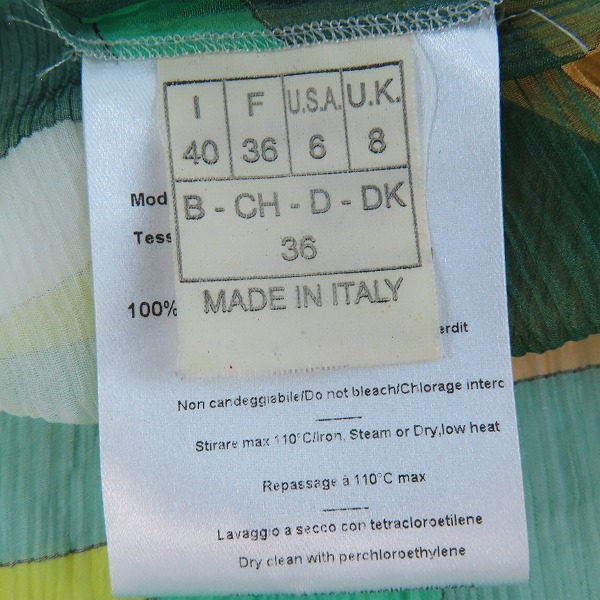 I F U.S.A. U.K.
40 36 6 8
B - CH - D - DK
36
MADE IN ITALY
Mod
Tess
100%
erdit
Non candeggiabile/Do not bleach/Chlorage interd
Stirare max 110°C/Iron, Steam or Dry,low heat
Repassage à 110°C max
Lavaggio a secco con tetracloroetilene
Dry clean with perchloroethylene